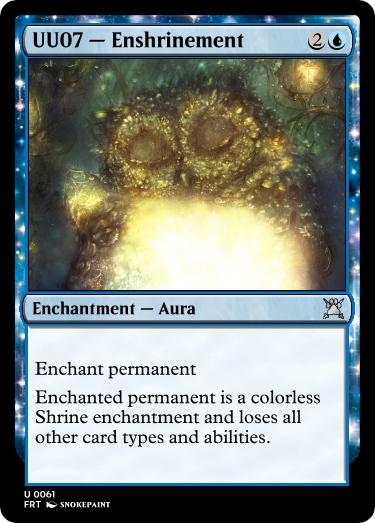 UU07 — Enshrinement 2
Enchantment — Aura
Enchant permanent
Enchanted permanent is a colorless
Shrine enchantment and loses all
other card types and abilities.
U 0061
FRT SNOKEPAINT